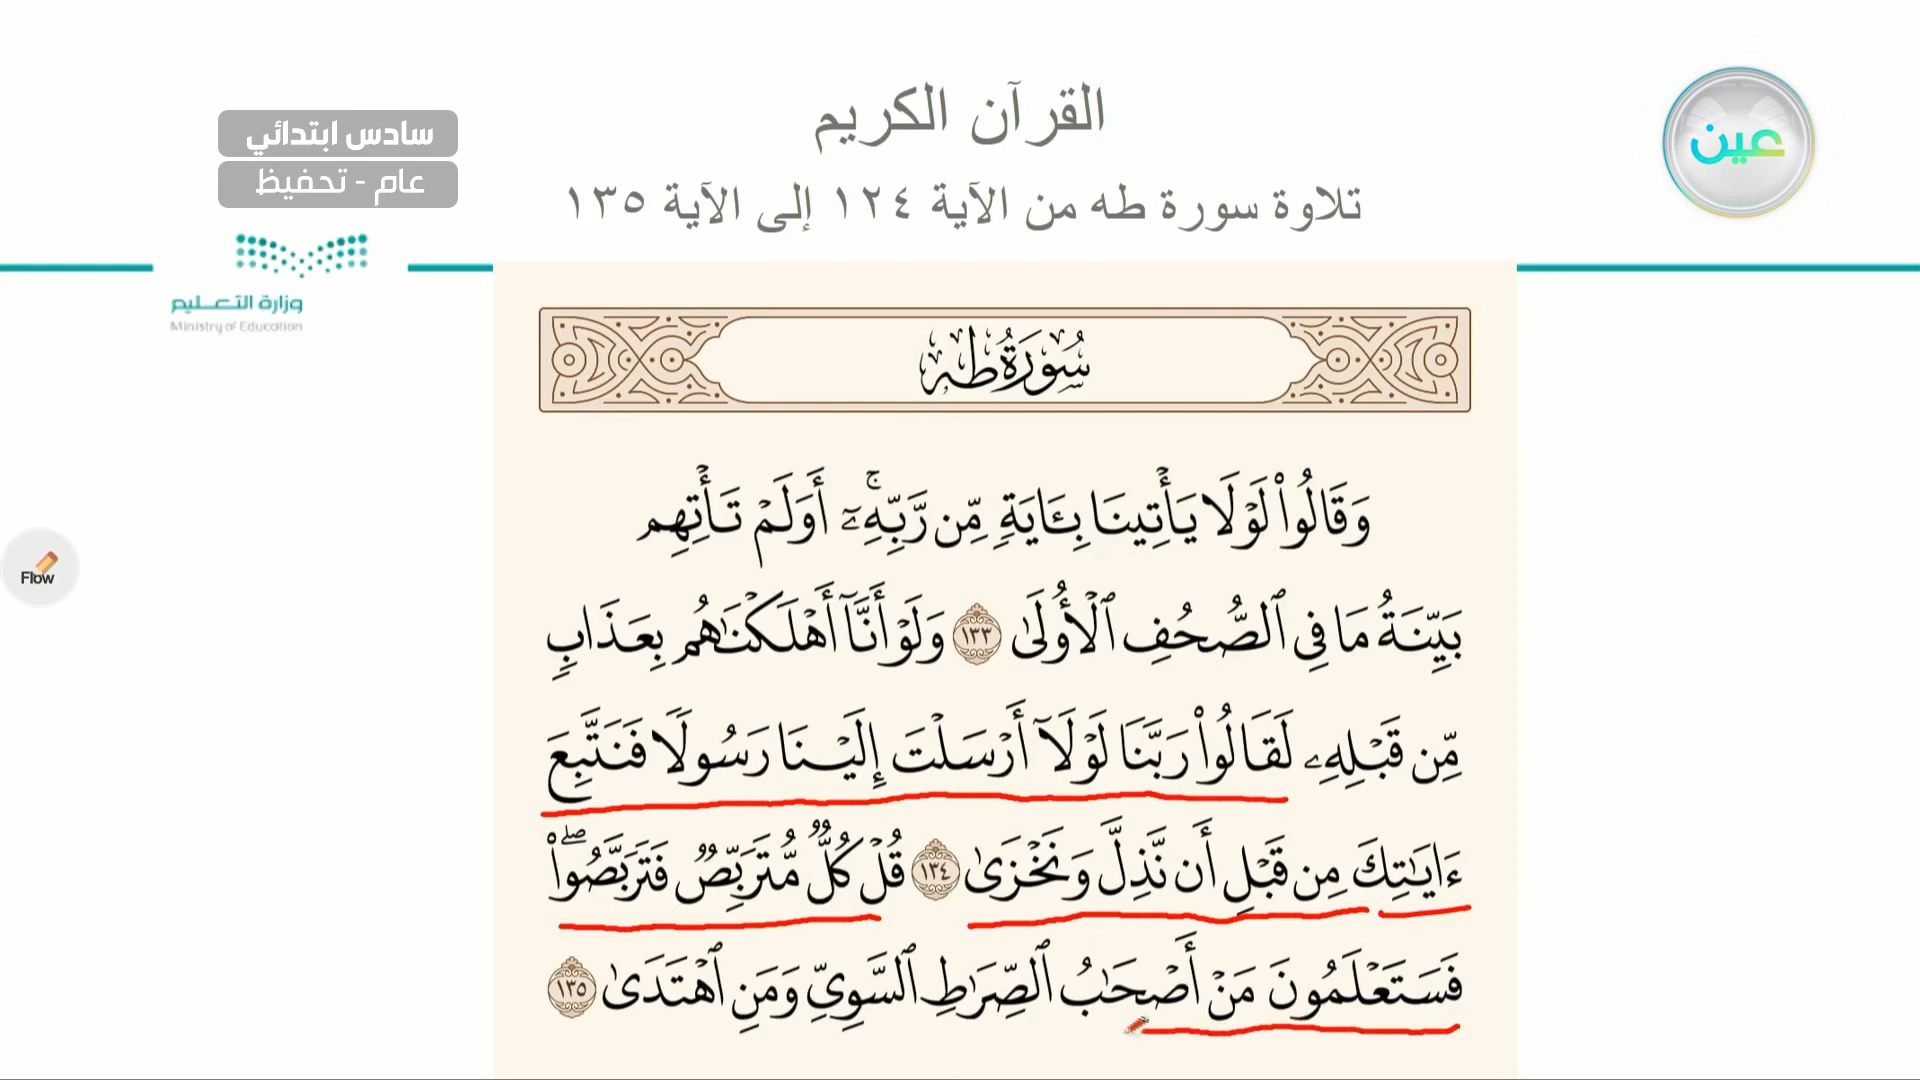 القرآن الكريم
تلاوة سورة طه من الآية ١٢٤ إلى الآية ١٣٥
سادس ابتدائي
عام - تحفيظ
عين
وزارة التعليم
Ministry of Education
Flow
سُورَةُ طه
وَقَالُوا۟ لَوْلَا يَأْتِينَا بِـَٔايَةٍ مِّن رَّبِّهِۦٓ ۚ أَوَلَمْ تَأْتِهِم
بَيِّنَةُ مَا فِى ٱلصُّحُفِ ٱلْأُولَىٰ ١٣٣ وَلَوْ أَنَّآ أَهْلَكْنَٰهُم بِعَذَابٍ
مِّن قَبْلِهِۦ لَقَالُوا۟ رَبَّنَا لَوْلَآ أَرْسَلْتَ إِلَيْنَا رَسُولًا فَنَتَّبِعَ
ءَايَٰتِكَ مِن قَبْلِ أَن نَّذِلَّ وَنَخْزَىٰ ١٣٤ قُلْ كُلٌّ مُّتَرَبِّصٌ فَتَرَبَّصُوا۟ ۖ
فَسَتَعْلَمُونَ مَنْ أَصْحَٰبُ ٱلصِّرَٰطِ ٱلسَّوِىِّ وَمَنِ ٱهْتَدَىٰ ١٣٥